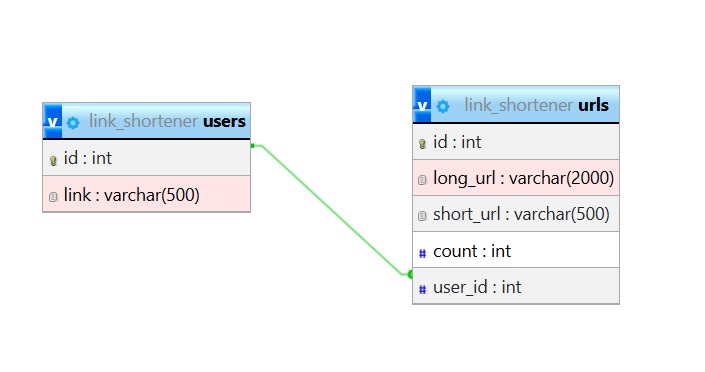 v link_shortener users
id : int
link : varchar(500)
v link_shortener urls
id : int
long_url : varchar(2000)
short_url : varchar(500)
# count : int
# user_id : int